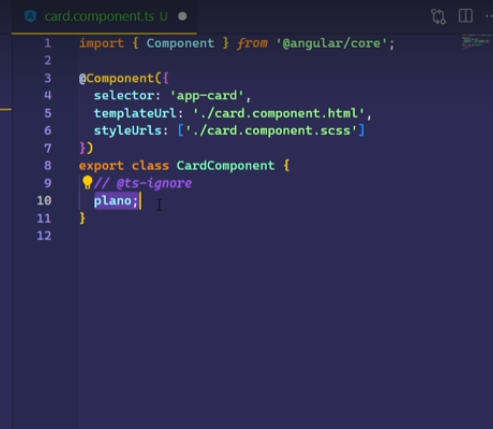 card.component.ts U
1 import { Component } from '@angular/core';
2
3 @Component({
4 selector: 'app-card',
5 templateUrl: './card.component.html',
6 styleUrls: ['./card.component.scss']
7 })
8 export class CardComponent {
9 // @ts-ignore
10 plano;
11 }
12